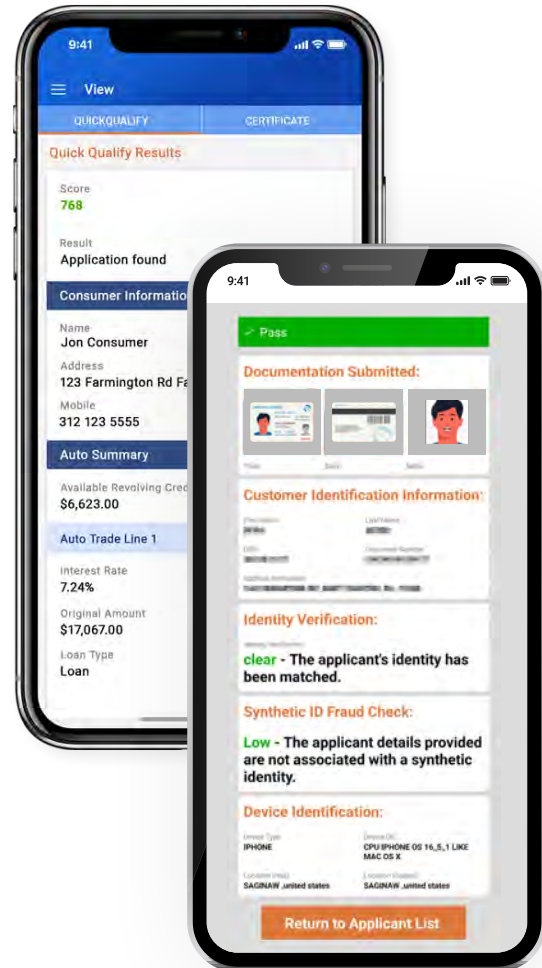 9:41
View
QUICKQUALIFY
CERTIFICATE
Quick Qualify Results
Score
768
Result
Application found
Consumer Informatio
Name
Jon Consumer
Address
123 Farmington Rd Fa
Mobile
312 123 5555
Auto Summary
Available Revolving Cred
$6,623.00
Auto Trade Line 1
Interest Rate
7.24%
Original Amount
$17,067.00
Loan Type
Loan
9:41
Pass
Documentation Submitted:
Customer Identification Information:
Identity Verification:
clear - The applicant's identity has
been matched.
Synthetic ID Fraud Check:
Low - The applicant details provided
are not associated with a synthetic
identity.
Device Identification:
Device Type
Device OS
IPHONE
CPU IPHONE OS 16_5_1 LIKE
MAC OS X
SAGINAW ,united states
SAGINAW ,united states
Return to Applicant List